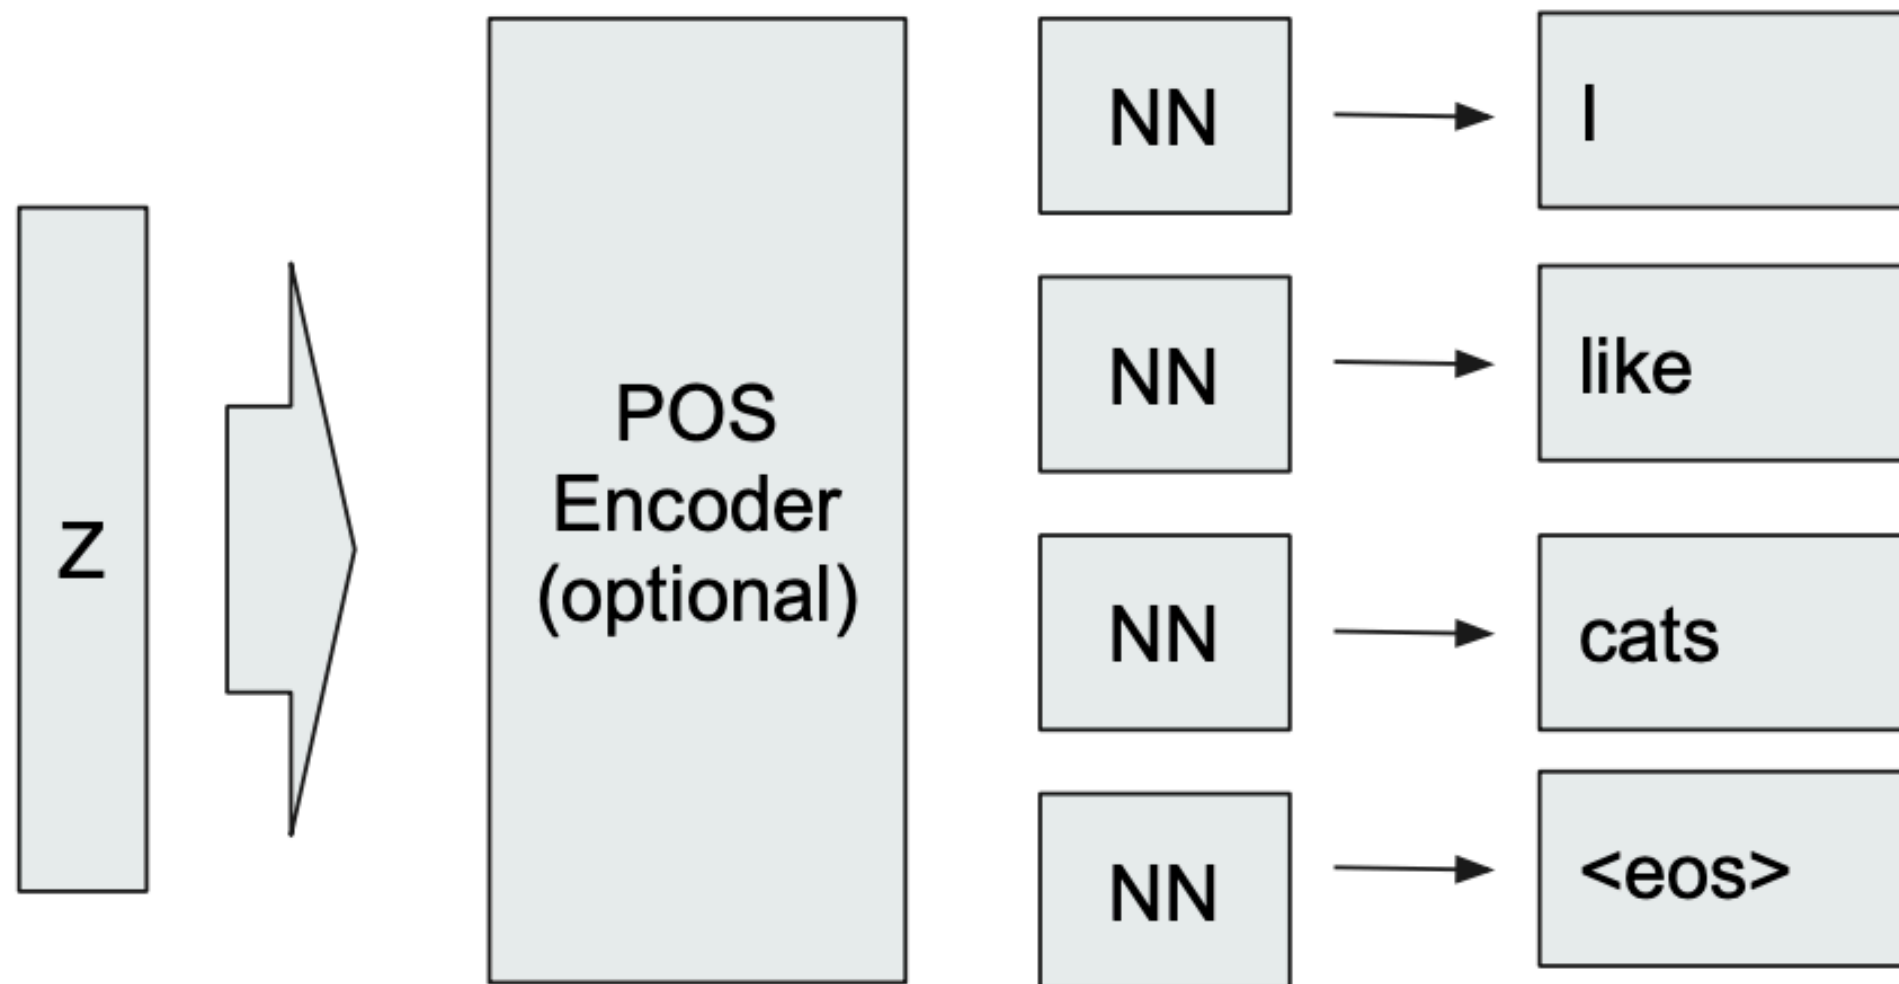 z
POS
Encoder
(optional)
NN
I
NN
like
NN
cats
NN
<eos>